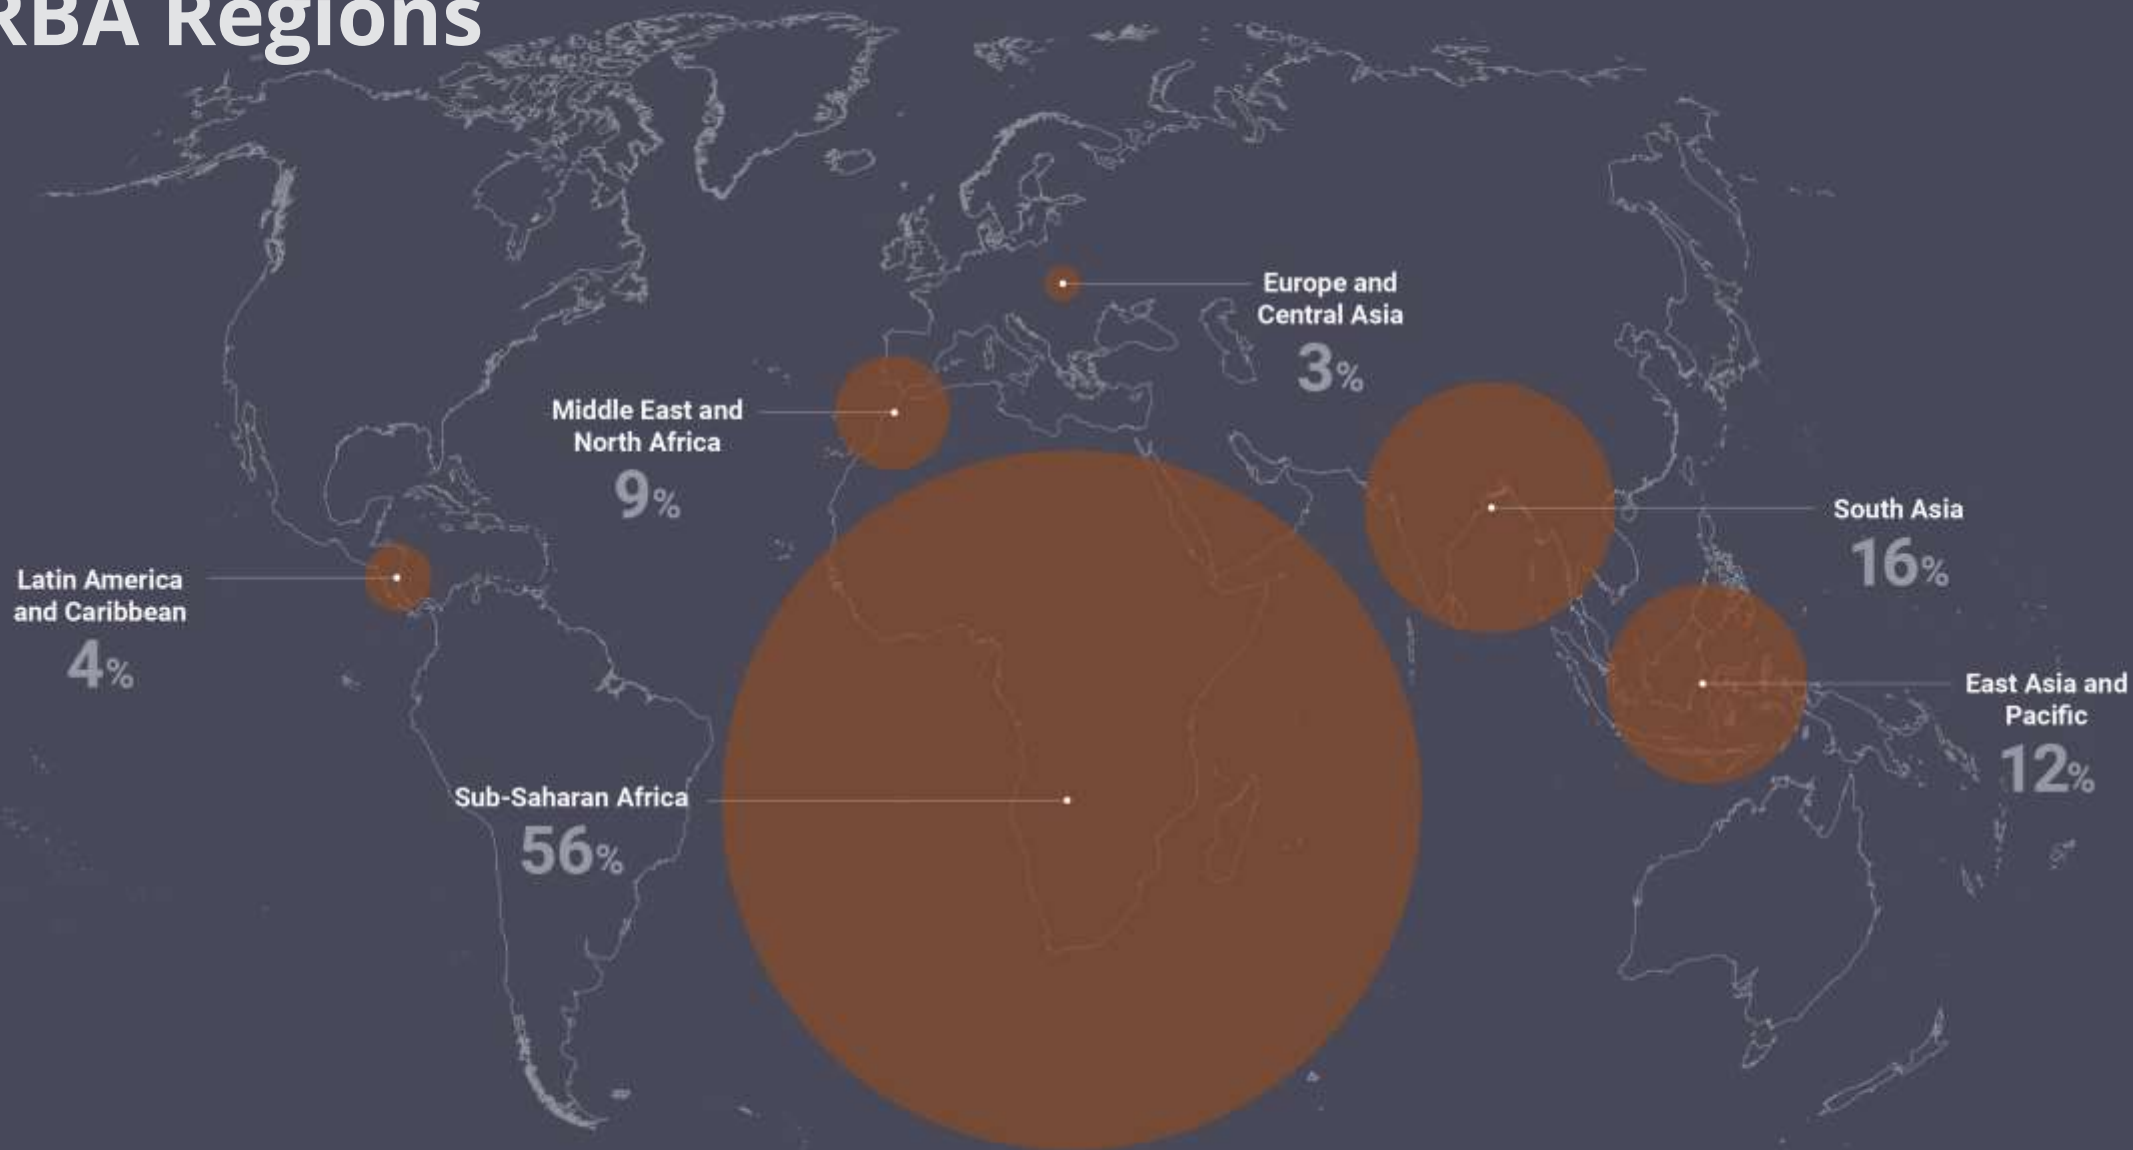 RBA Regions
Europe and
Central Asia
3%
Middle East and
North Africa
9%
South Asia
16%
Latin America
and Caribbean
4%
East Asia and
Pacific
12%
Sub-Saharan Africa
56%